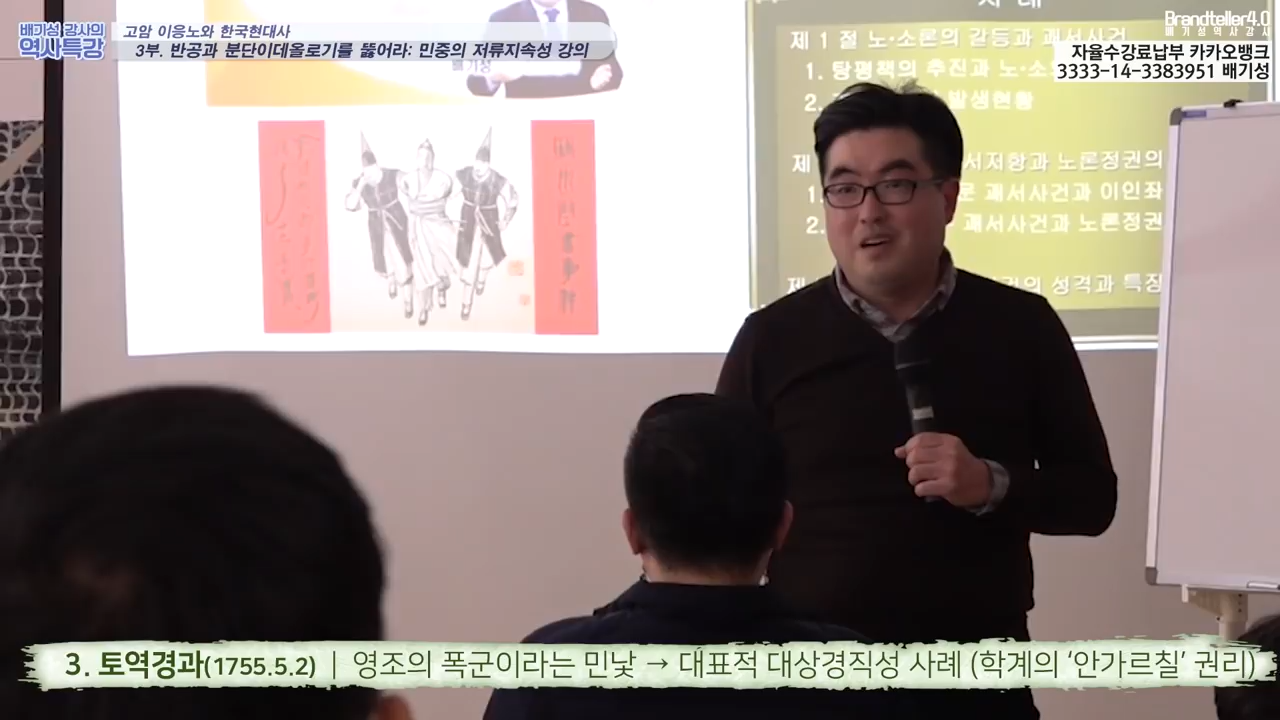 배기성 강사의
역사특강
고암 이응노와 한국현대사
3부. 반공과 분단이데올로기를 뚫어라: 민중의 저류지속성 강의
Brandteller4.0
배기성역사강사
자율수강료납부 카카오뱅크
3333-14-3383951 배기성
배기성
제 1 절 노·소론의 갈등과 괘서사건
1. 탕평책의 추진과 노·소
2. 발생현황
제 서저항과 노론정권의
1. 괘서사건과 이인좌
2. 괘서사건과 노론정권
제 의 성격과 특징
3. 토역경과(1755.5.2) | 영조의 폭군이라는 민낯 → 대표적 대상경직성 사례 (학계의 '안가르칠' 권리)